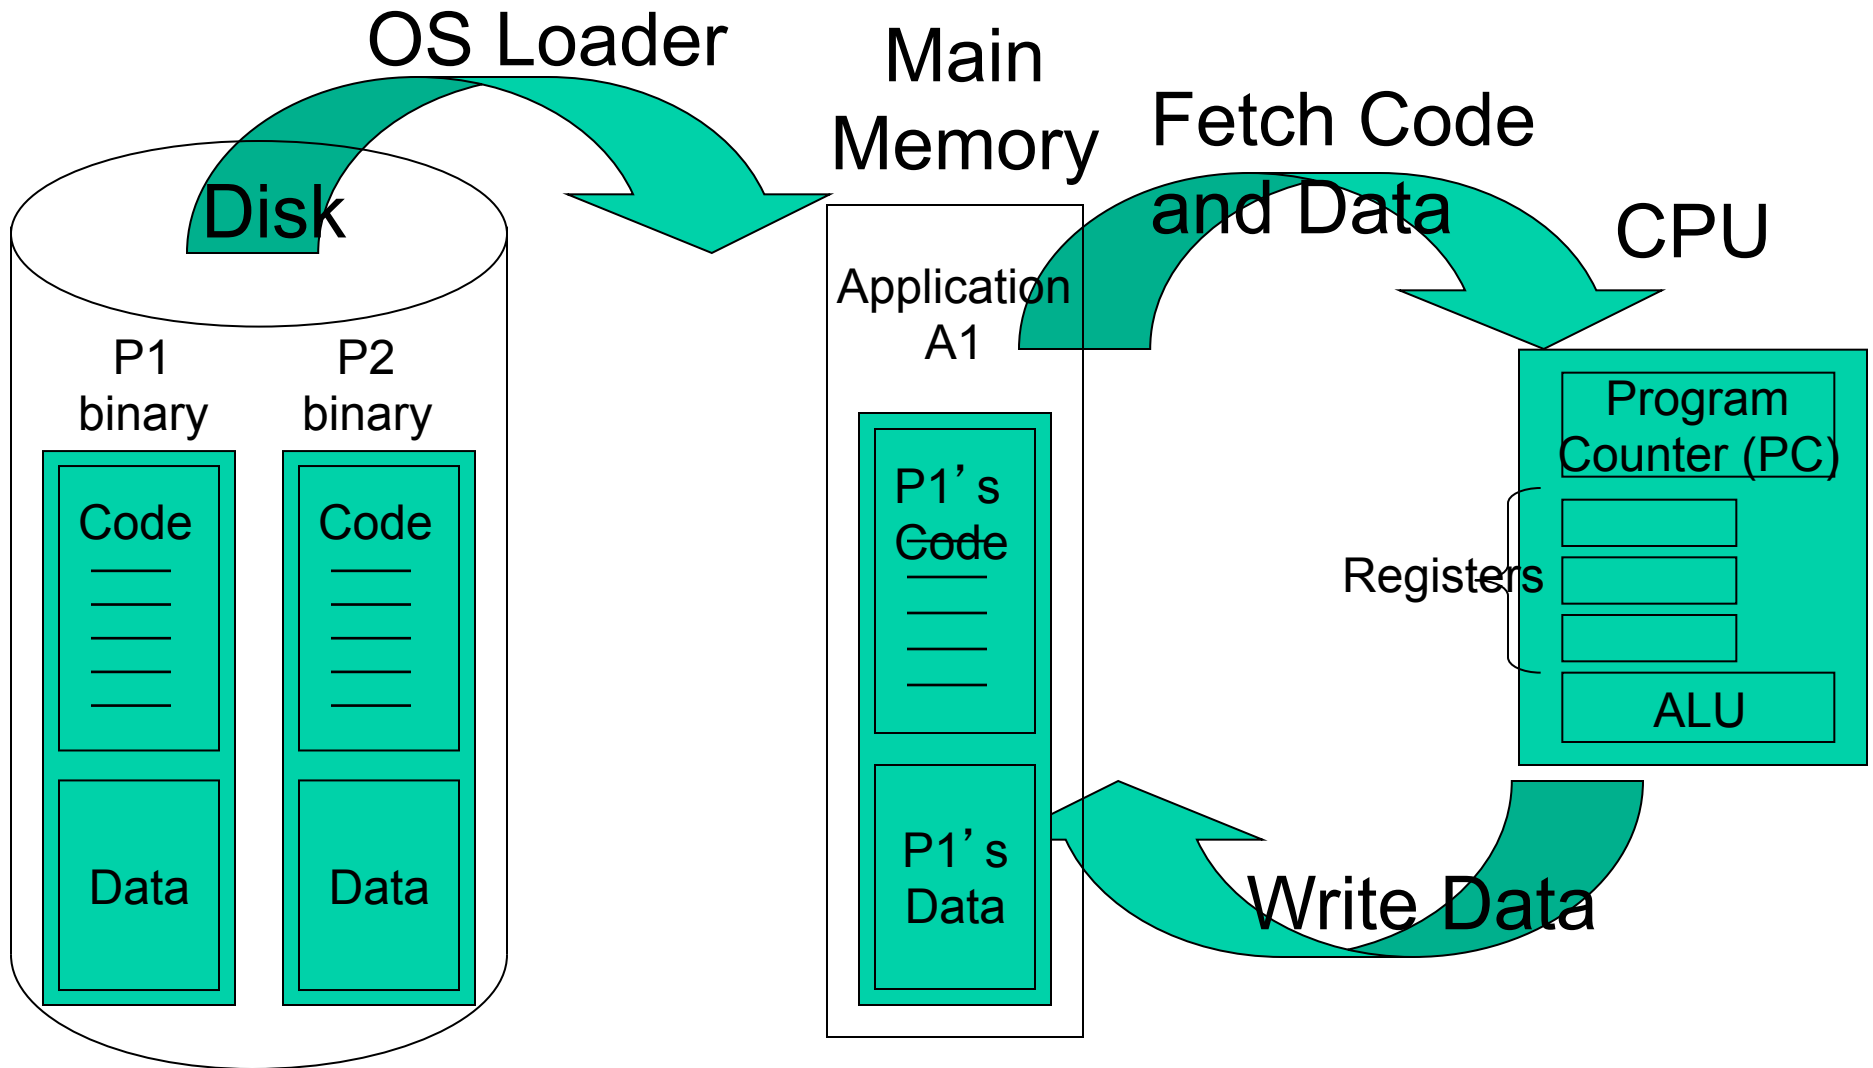 OS Loader
Main
Memory
Fetch Code
and Data
CPU
Disk
P1
binary
P2
binary
Code
Data
Code
Data
Application
A1
P1’s
Code
P1’s
Data
Program
Counter (PC)
Registers
ALU
Write Data